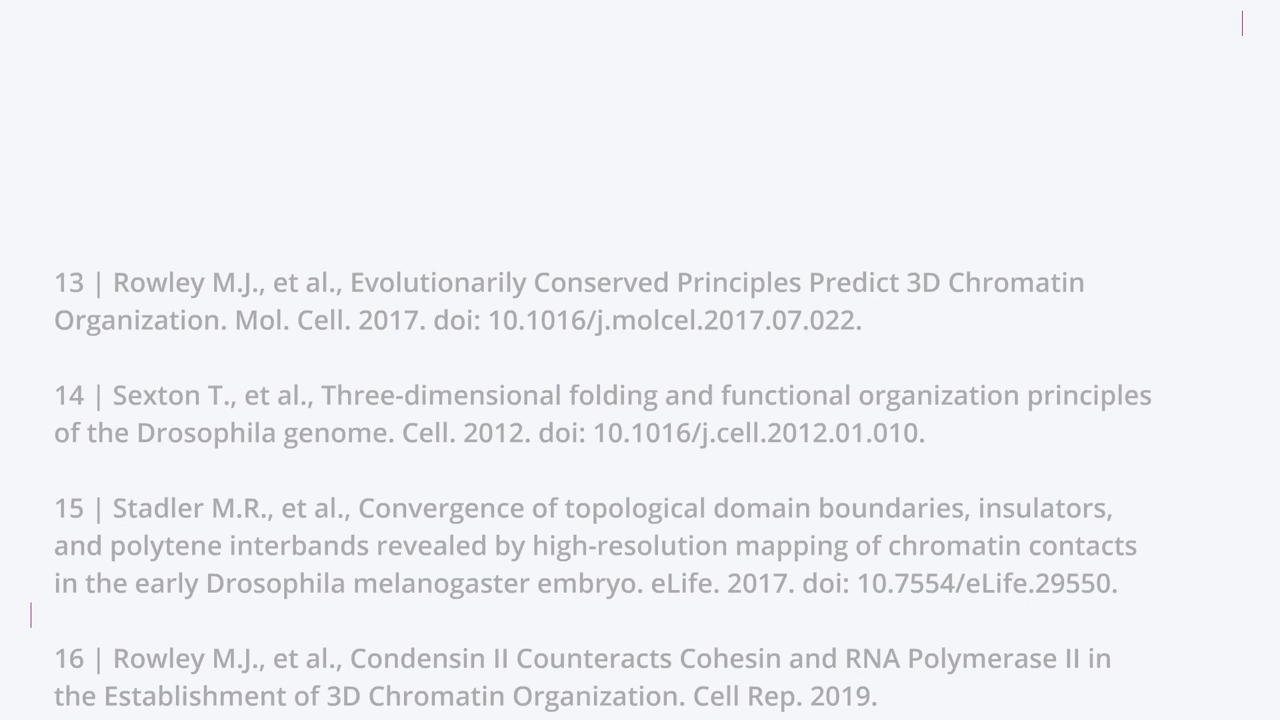 13 | Rowley M.J., et al., Evolutionarily Conserved Principles Predict 3D Chromatin
Organization. Mol. Cell. 2017. doi: 10.1016/j.molcel.2017.07.022.
14 | Sexton T., et al., Three-dimensional folding and functional organization principles
of the Drosophila genome. Cell. 2012. doi: 10.1016/j.cell.2012.01.010.
15 | Stadler M.R., et al., Convergence of topological domain boundaries, insulators,
and polytene interbands revealed by high-resolution mapping of chromatin contacts
in the early Drosophila melanogaster embryo. eLife. 2017. doi: 10.7554/eLife.29550.
16 | Rowley M.J., et al., Condensin II Counteracts Cohesin and RNA Polymerase II in
the Establishment of 3D Chromatin Organization. Cell Rep. 2019.